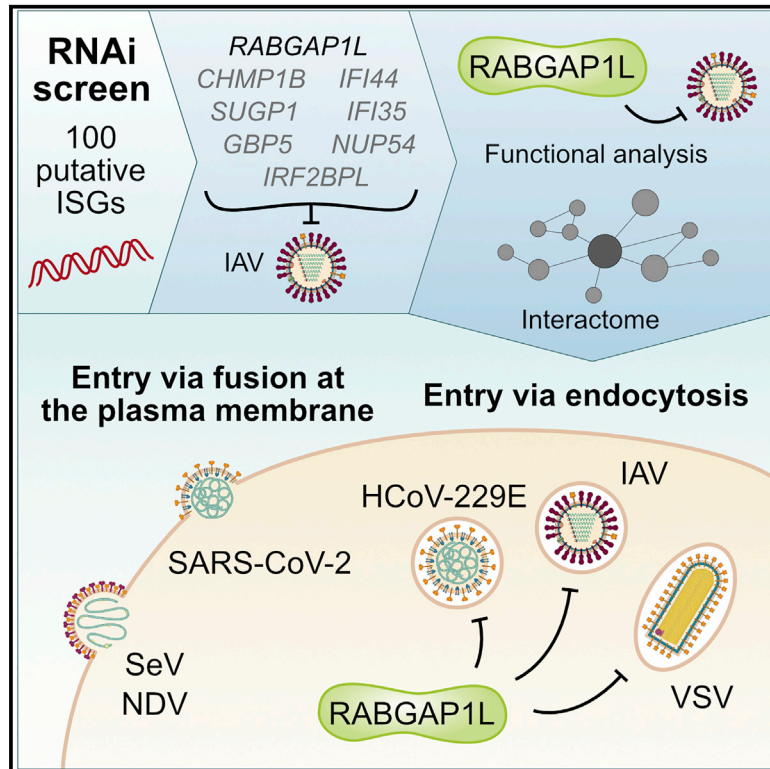 RNAi
screen
100
putative
ISGs
RABGAP1L
CHMP1B IFI44
SUGP1 IFI35
GBP5 NUP54
IRF2BPL
IAV
RABGAP1L
Functional analysis
Interactome
Entry via fusion at
the plasma membrane
Entry via endocytosis
SARS-CoV-2
SeV
NDV
HCoV-229E
IAV
VSV
RABGAP1L